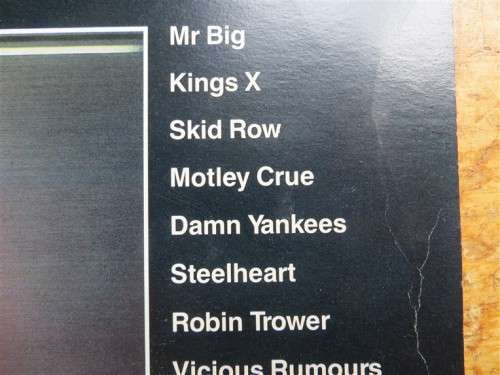 Mr Big
Kings X
Skid Row
Motley Crue
Damn Yankees
Steelheart
Robin Trower
Vicious Rumours